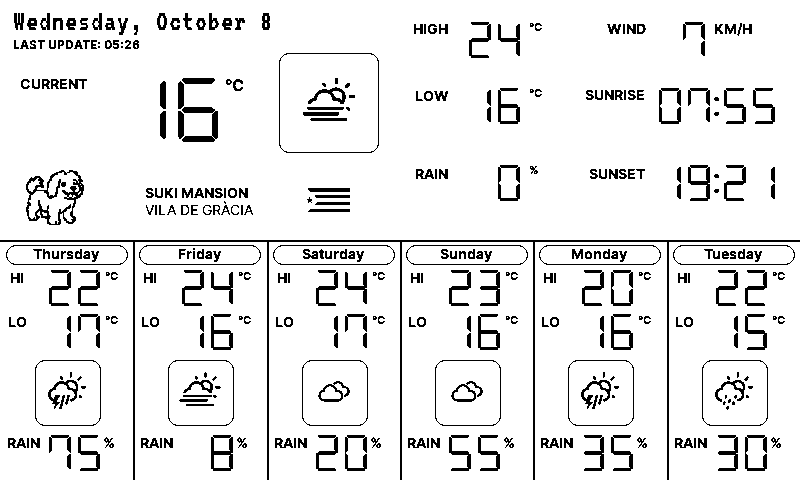 Wednesday, October 8
LAST UPDATE: 05:26
CURRENT 16 °C
HIGH 24 °C
LOW 16 °C
RAIN 0 %
WIND 7 KM/H
SUNRISE 07:55
SUNSET 19:21
SUKI MANSION
VILA DE GRÀCIA
Thursday
HI 22 °C
LO 17 °C
RAIN 75 %
Friday
HI 24 °C
LO 16 °C
RAIN 8 %
Saturday
HI 24 °C
LO 17 °C
RAIN 20 %
Sunday
HI 23 °C
LO 16 °C
RAIN 55 %
Monday
HI 20 °C
LO 16 °C
RAIN 35 %
Tuesday
HI 22 °C
LO 15 °C
RAIN 30 %